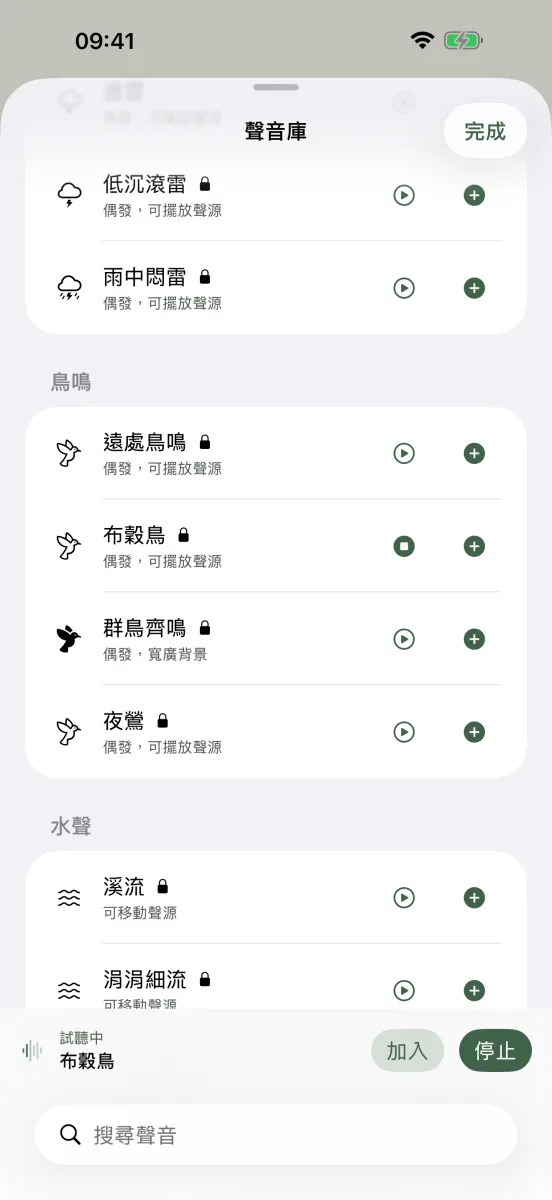 09:41
聲音庫
完成
低沉滾雷
偶發，可擺放聲源
雨中悶雷
偶發，可擺放聲源
鳥鳴
遠處鳥鳴
偶發，可擺放聲源
布穀鳥
偶發，可擺放聲源
群鳥齊鳴
偶發，寬廣背景
夜鶯
偶發，可擺放聲源
水聲
溪流
可移動聲源
涓涓細流
可移動聲源
試聽中
布穀鳥
加入
停止
搜尋聲音